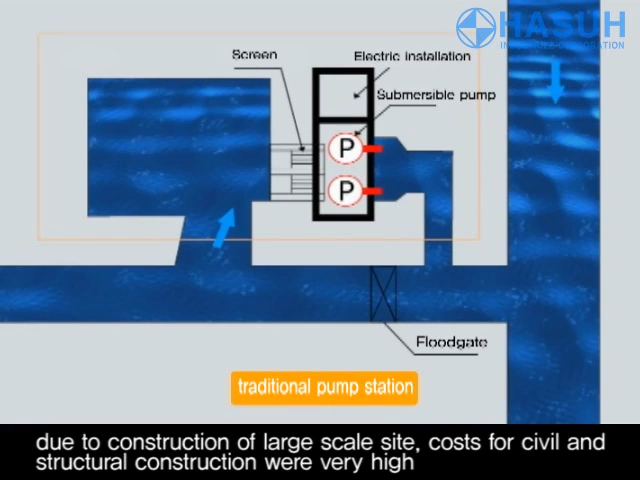 HASUH
Screen
Electric installation
Submersible pump
P
P
Floodgate
traditional pump station
due to construction of large scale site, costs for civil and
structural construction were very high